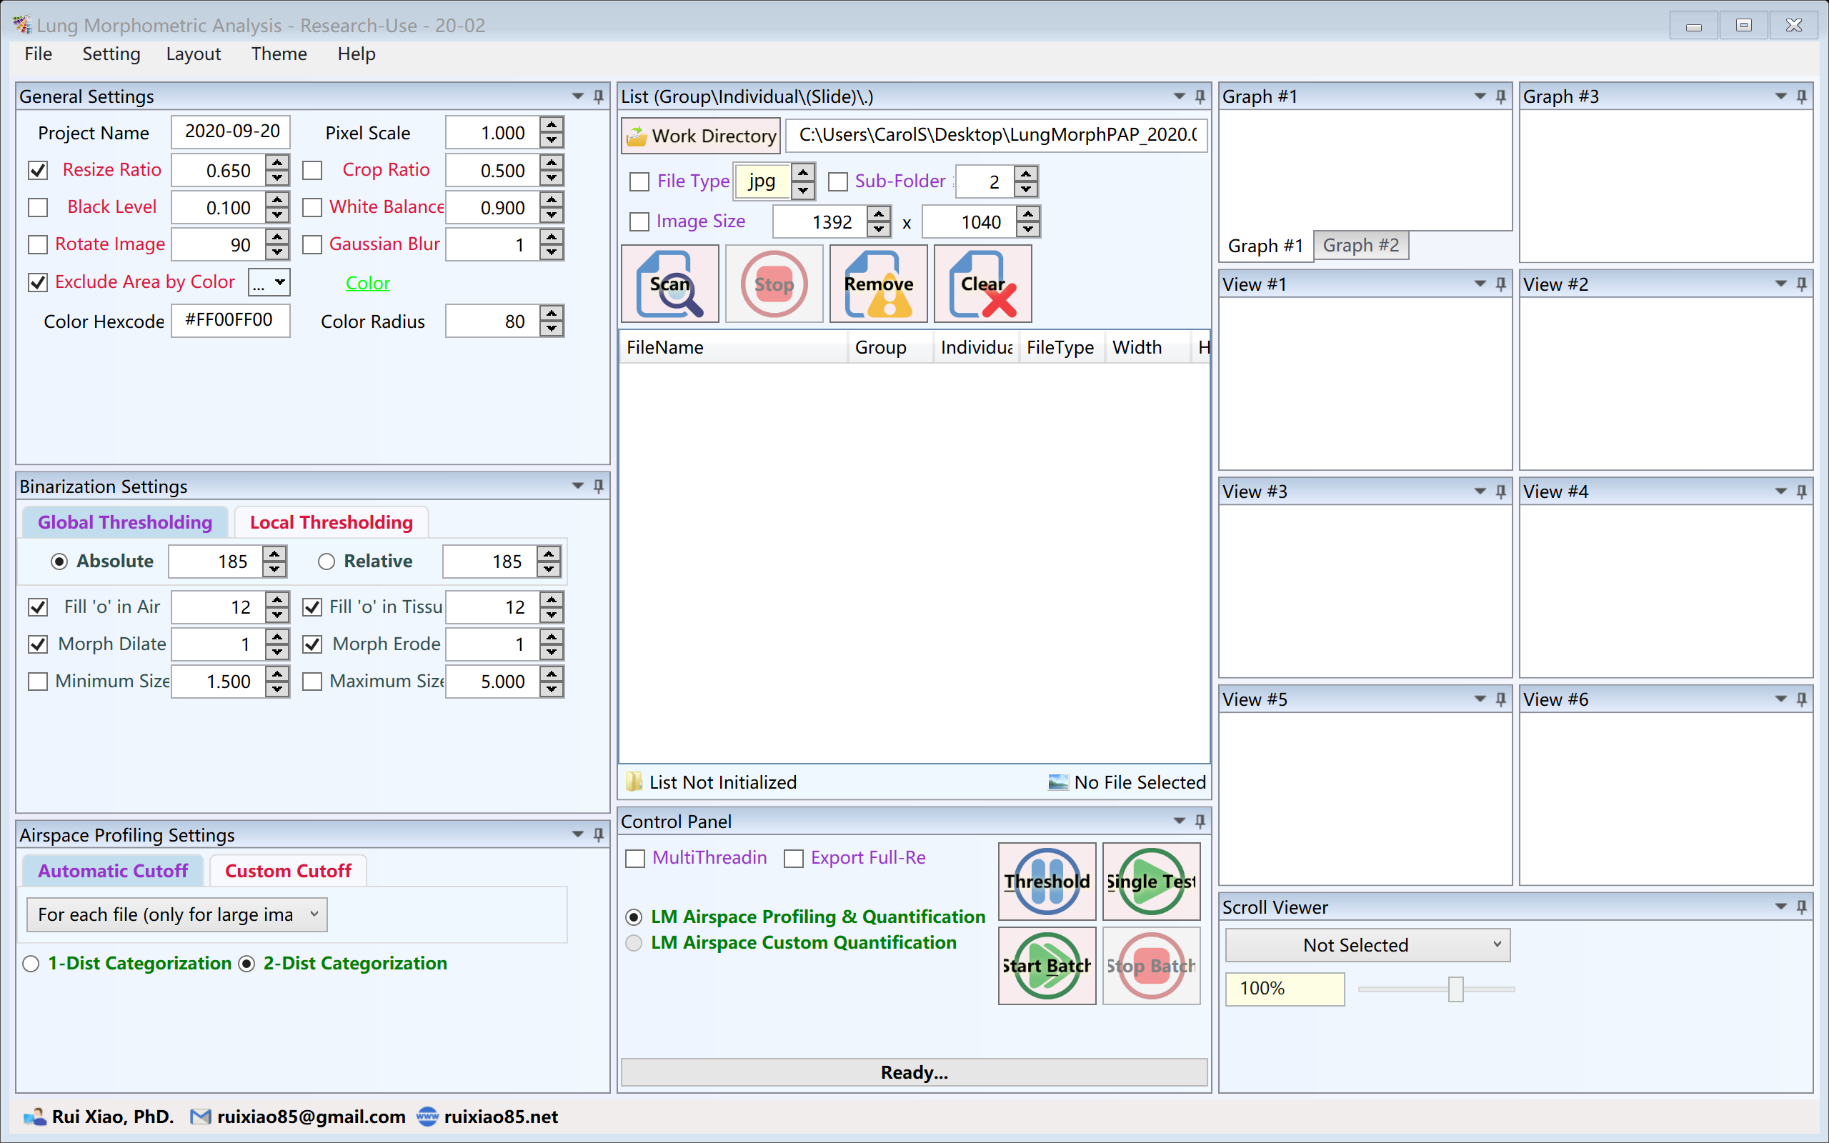 Lung Morphometric Analysis - Research-Use - 20-02
File Setting Layout Theme Help
General Settings
Project Name 2020-09-20 Pixel Scale 1.000
Resize Ratio 0.650 Crop Ratio 0.500
Black Level 0.100 White Balance 0.900
Rotate Image 90 Gaussian Blur 1
Exclude Area by Color ... Color
Color Hexcode #FF00FF00 Color Radius 80
Binarization Settings
Global Thresholding Local Thresholding
Absolute 185 Relative 185
Fill 'o' in Air 12 Fill 'o' in Tissu 12
Morph Dilate 1 Morph Erode 1
Minimum Size 1.500 Maximum Size 5.000
Airspace Profiling Settings
Automatic Cutoff Custom Cutoff
For each file (only for large ima
1-Dist Categorization 2-Dist Categorization
List (Group\Individual\(Slide)\.)
Work Directory C:\Users\CarolS\Desktop\LungMorphPAP_2020.0
File Type jpg Sub-Folder : 2
Image Size 1392 x 1040
Scan Stop Remove Clear
FileName Group Individua FileType Width H
List Not Initialized No File Selected
Control Panel
MultiThreadin Export Full-Re
LM Airspace Profiling & Quantification
LM Airspace Custom Quantification
Threshold Single Test
Start Batch Stop Batch
Ready...
Graph #1
Graph #1 Graph #2
Graph #3
View #1
View #2
View #3
View #4
View #5
View #6
Scroll Viewer
Not Selected
100%
Rui Xiao, PhD. ruixiao85@gmail.com www ruixiao85.net